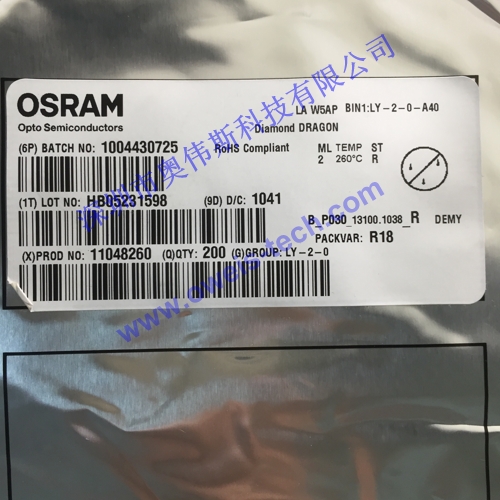 OSRAM
Opto Semiconductors
LA W5AP BIN1:LY-2-0-A40
Diamond DRAGON
(6P) BATCH NO: 1004430725
RoHS Compliant
ML TEMP ST
2 260°C R
(1T) LOT NO: HB05231598 (9D) D/C: 1041
B_P030_13100.1038_R DEMY
PACKVAR: R18
(X)PROD NO: 11048260 (Q)QTY: 200 (G)GROUP: LY-2-0
深圳市奥伟斯科技有限公司
www.oweis-tech.com